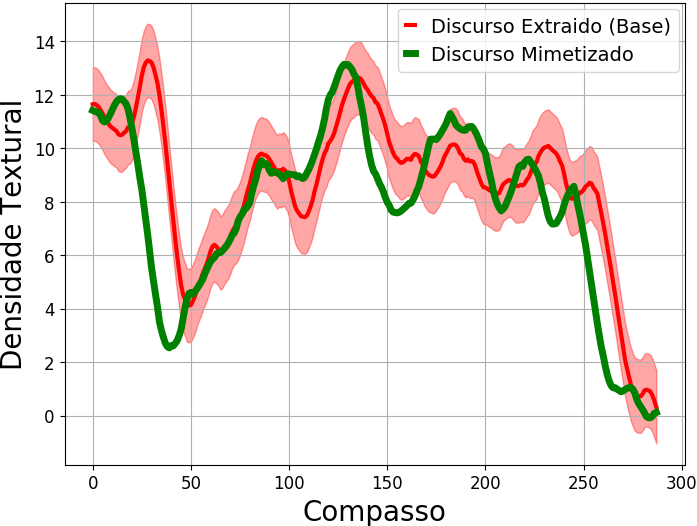 Discurso Extraido (Base)
Discurso Mimetizado
Densidade Textural
14
12
10
8
6
4
2
0
0 50 100 150 200 250 300
Compasso